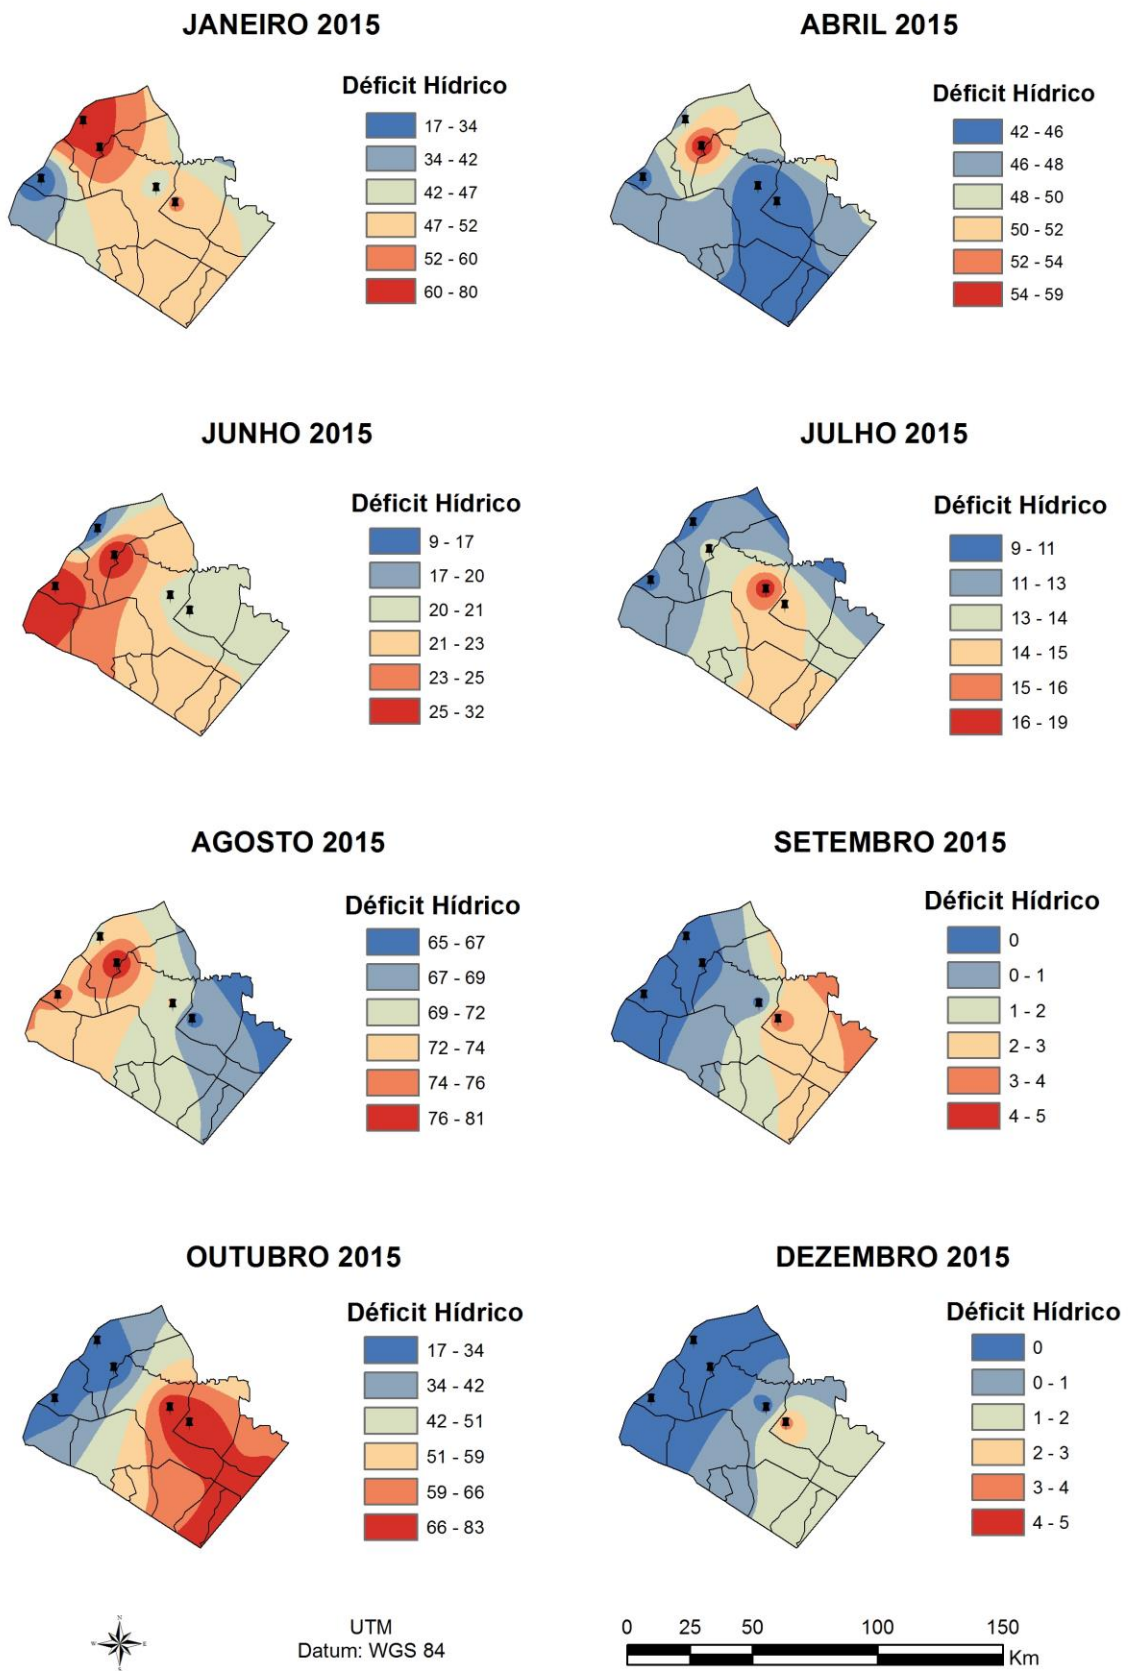 JANEIRO 2015
Déficit Hídrico
17 - 34
34 - 42
42 - 47
47 - 52
52 - 60
60 - 80
ABRIL 2015
Déficit Hídrico
42 - 46
46 - 48
48 - 50
50 - 52
52 - 54
54 - 59
JUNHO 2015
Déficit Hídrico
9 - 17
17 - 20
20 - 21
21 - 23
23 - 25
25 - 32
JULHO 2015
Déficit Hídrico
9 - 11
11 - 13
13 - 14
14 - 15
15 - 16
16 - 19
AGOSTO 2015
Déficit Hídrico
65 - 67
67 - 69
69 - 72
72 - 74
74 - 76
76 - 81
SETEMBRO 2015
Déficit Hídrico
0
0 - 1
1 - 2
2 - 3
3 - 4
4 - 5
OUTUBRO 2015
Déficit Hídrico
17 - 34
34 - 42
42 - 51
51 - 59
59 - 66
66 - 83
DEZEMBRO 2015
Déficit Hídrico
0
0 - 1
1 - 2
2 - 3
3 - 4
4 - 5
N
W E
S
UTM
Datum: WGS 84
0 25 50 100 150
Km